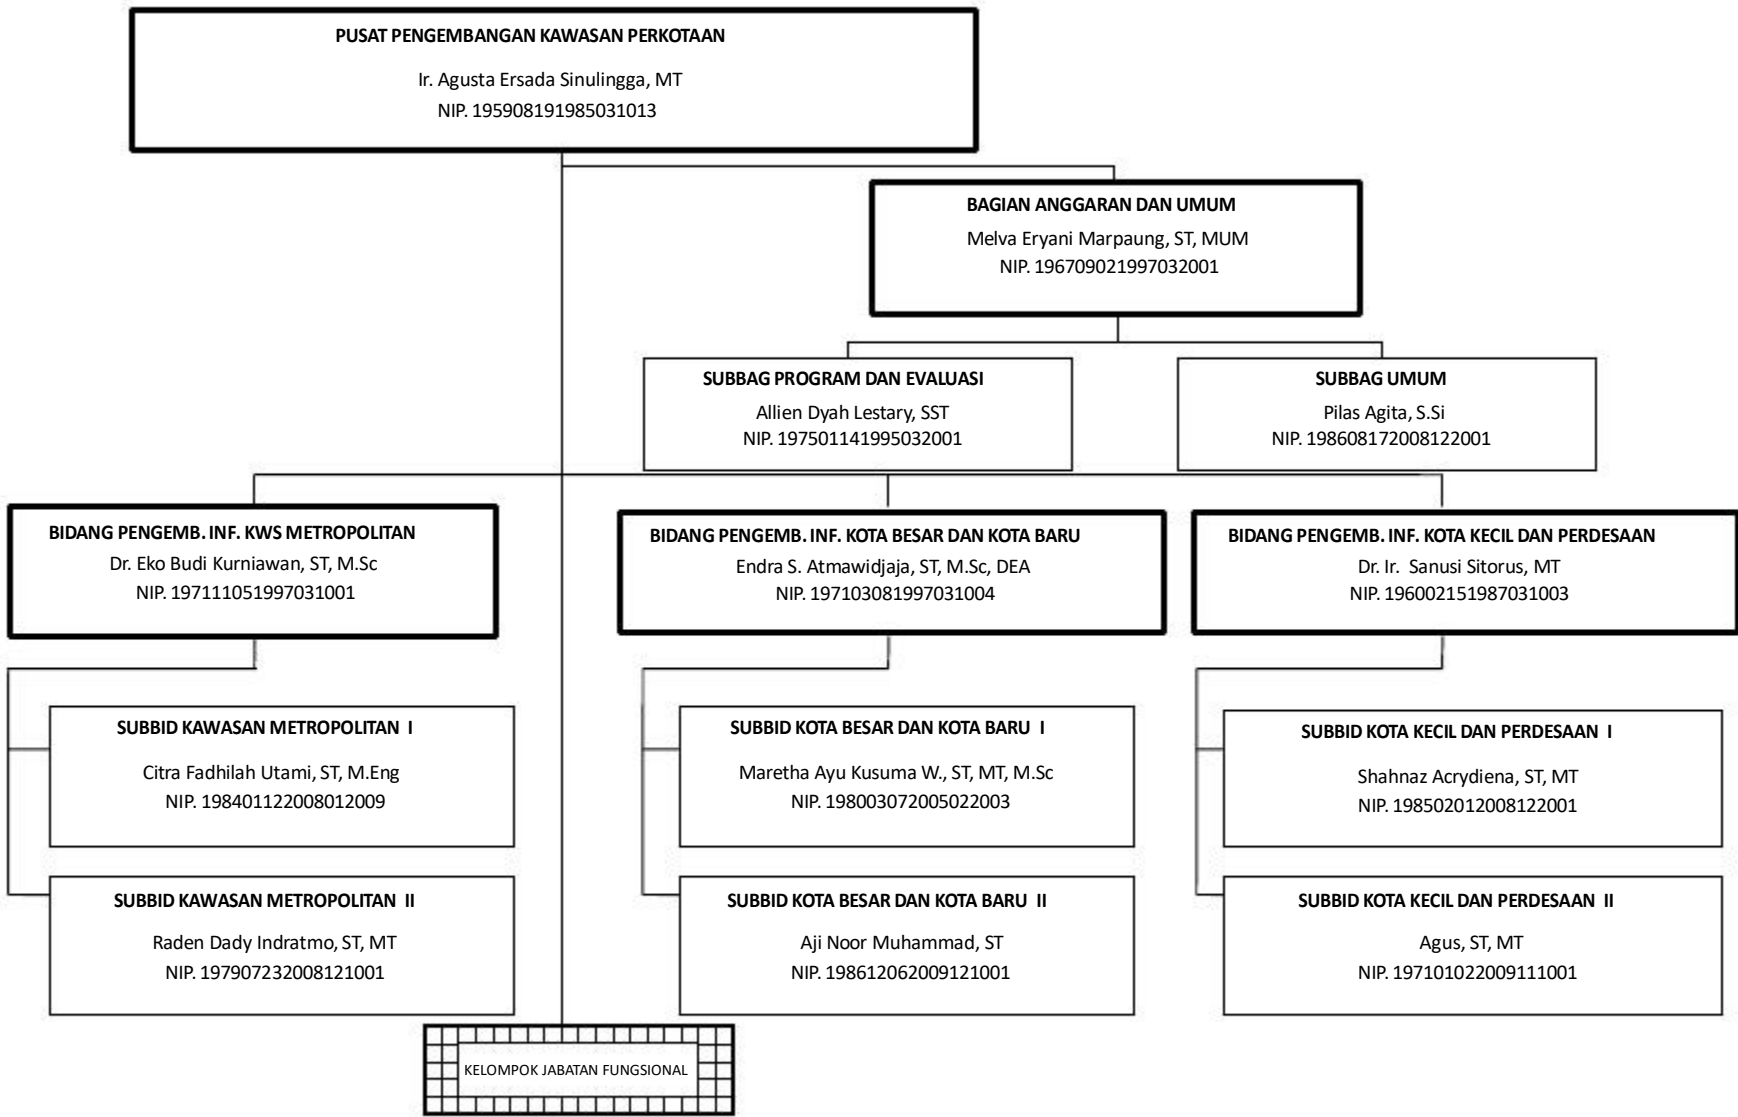 PUSAT PENGEMBANGAN KAWASAN PERKOTAAN
Ir. Agusta Ersada Sinulingga, MT
NIP. 195908191985031013
BAGIAN ANGGARAN DAN UMUM
Melva Eryani Marpaung, ST, MUM
NIP. 196709021997032001
SUBBAG PROGRAM DAN EVALUASI
Allien Dyah Lestary, SST
NIP. 197501141995032001
SUBBAG UMUM
Pilas Agita, S.Si
NIP. 198608172008122001
BIDANG PENGEMB. INF. KWS METROPOLITAN
Dr. Eko Budi Kurniawan, ST, M.Sc
NIP. 197111051997031001
BIDANG PENGEMB. INF. KOTA BESAR DAN KOTA BARU
Endra S. Atmawidjaja, ST, M.Sc, DEA
NIP. 197103081997031004
BIDANG PENGEMB. INF. KOTA KECIL DAN PERDESAAN
Dr. Ir. Sanusi Sitorus, MT
NIP. 196002151987031003
SUBBID KAWASAN METROPOLITAN I
Citra Fadhilah Utami, ST, M.Eng
NIP. 198401122008012009
SUBBID KOTA BESAR DAN KOTA BARU I
Maretha Ayu Kusuma W., ST, MT, M.Sc
NIP. 198003072005022003
SUBBID KOTA KECIL DAN PERDESAAN I
Shahnaz Acrydiena, ST, MT
NIP. 198502012008122001
SUBBID KAWASAN METROPOLITAN II
Raden Dady Indratmo, ST, MT
NIP. 197907232008121001
SUBBID KOTA BESAR DAN KOTA BARU II
Aji Noor Muhammad, ST
NIP. 198612062009121001
SUBBID KOTA KECIL DAN PERDESAAN II
Agus, ST, MT
NIP. 197101022009111001
KELOMPOK JABATAN FUNGSIONAL